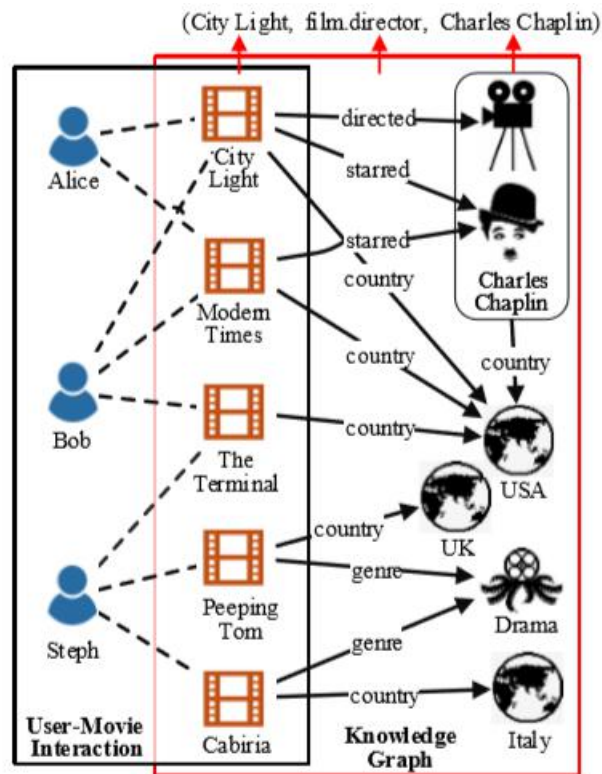 (City Light, film.director, Charles Chaplin)
directed
Alice
City
Light
starred
starred
Charles
Chaplin
country
Modern
Times
country
country
Bob
country
The
Terminal
USA
country
UK
genre
Peeping
Tom
Drama
Steph
genre
country
User-Movie
Interaction
Cabiria
Knowledge
Graph
Italy